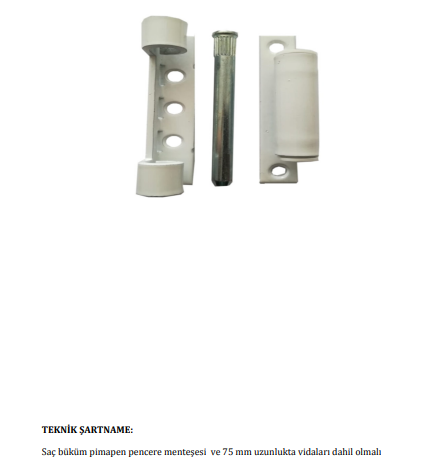 TEKNİK ŞARTNAME:
Saç büküm pimapen pencere menteşesi ve 75 mm uzunlukta vidaları dahil olmalı